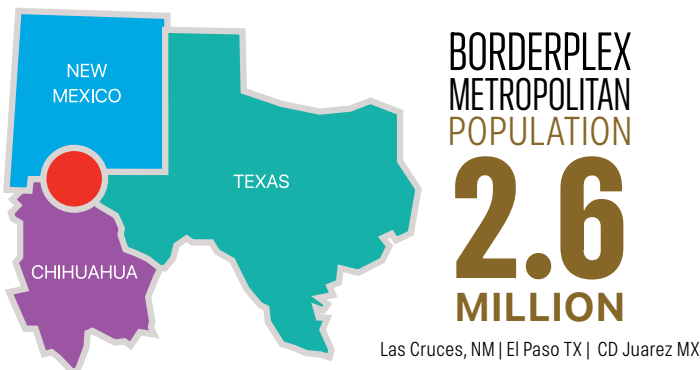 NEW
MEXICO
TEXAS
CHIHUAHUA
BORDERPLEX
METROPOLITAN
POPULATION
2.6
MILLION
Las Cruces, NM | El Paso TX | CD Juarez MX